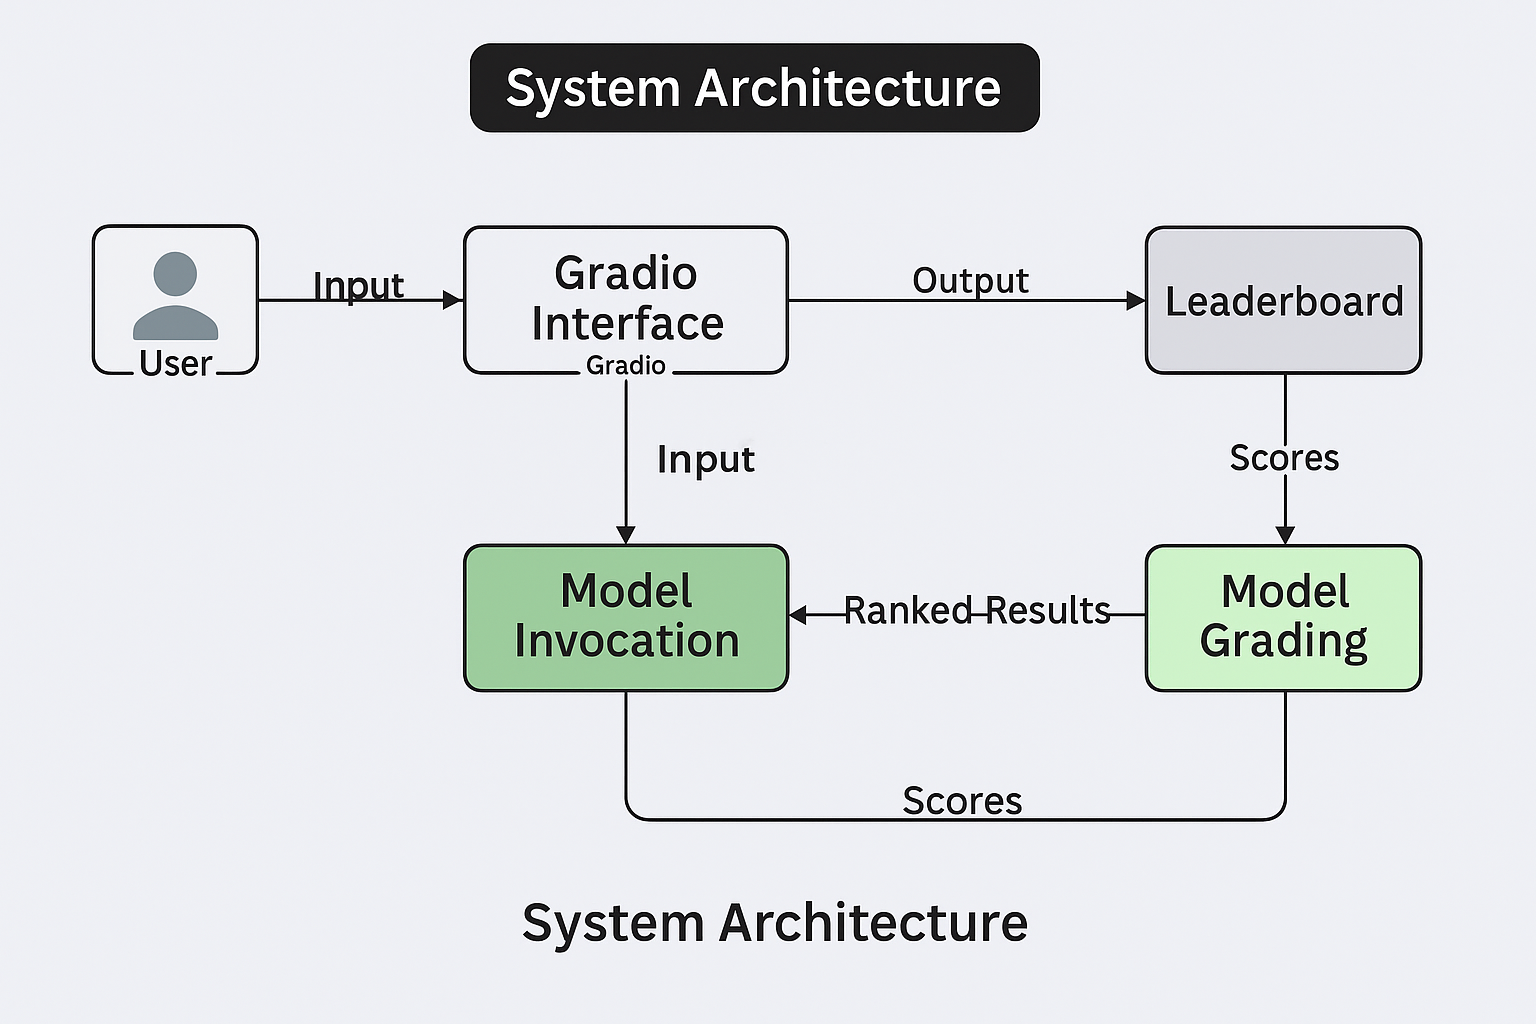 System Architecture
User
Input
Gradio
Interface
Gradio
Output
Leaderboard
Input
Scores
Model
Invocation
Ranked Results
Model
Grading
Scores
System Architecture